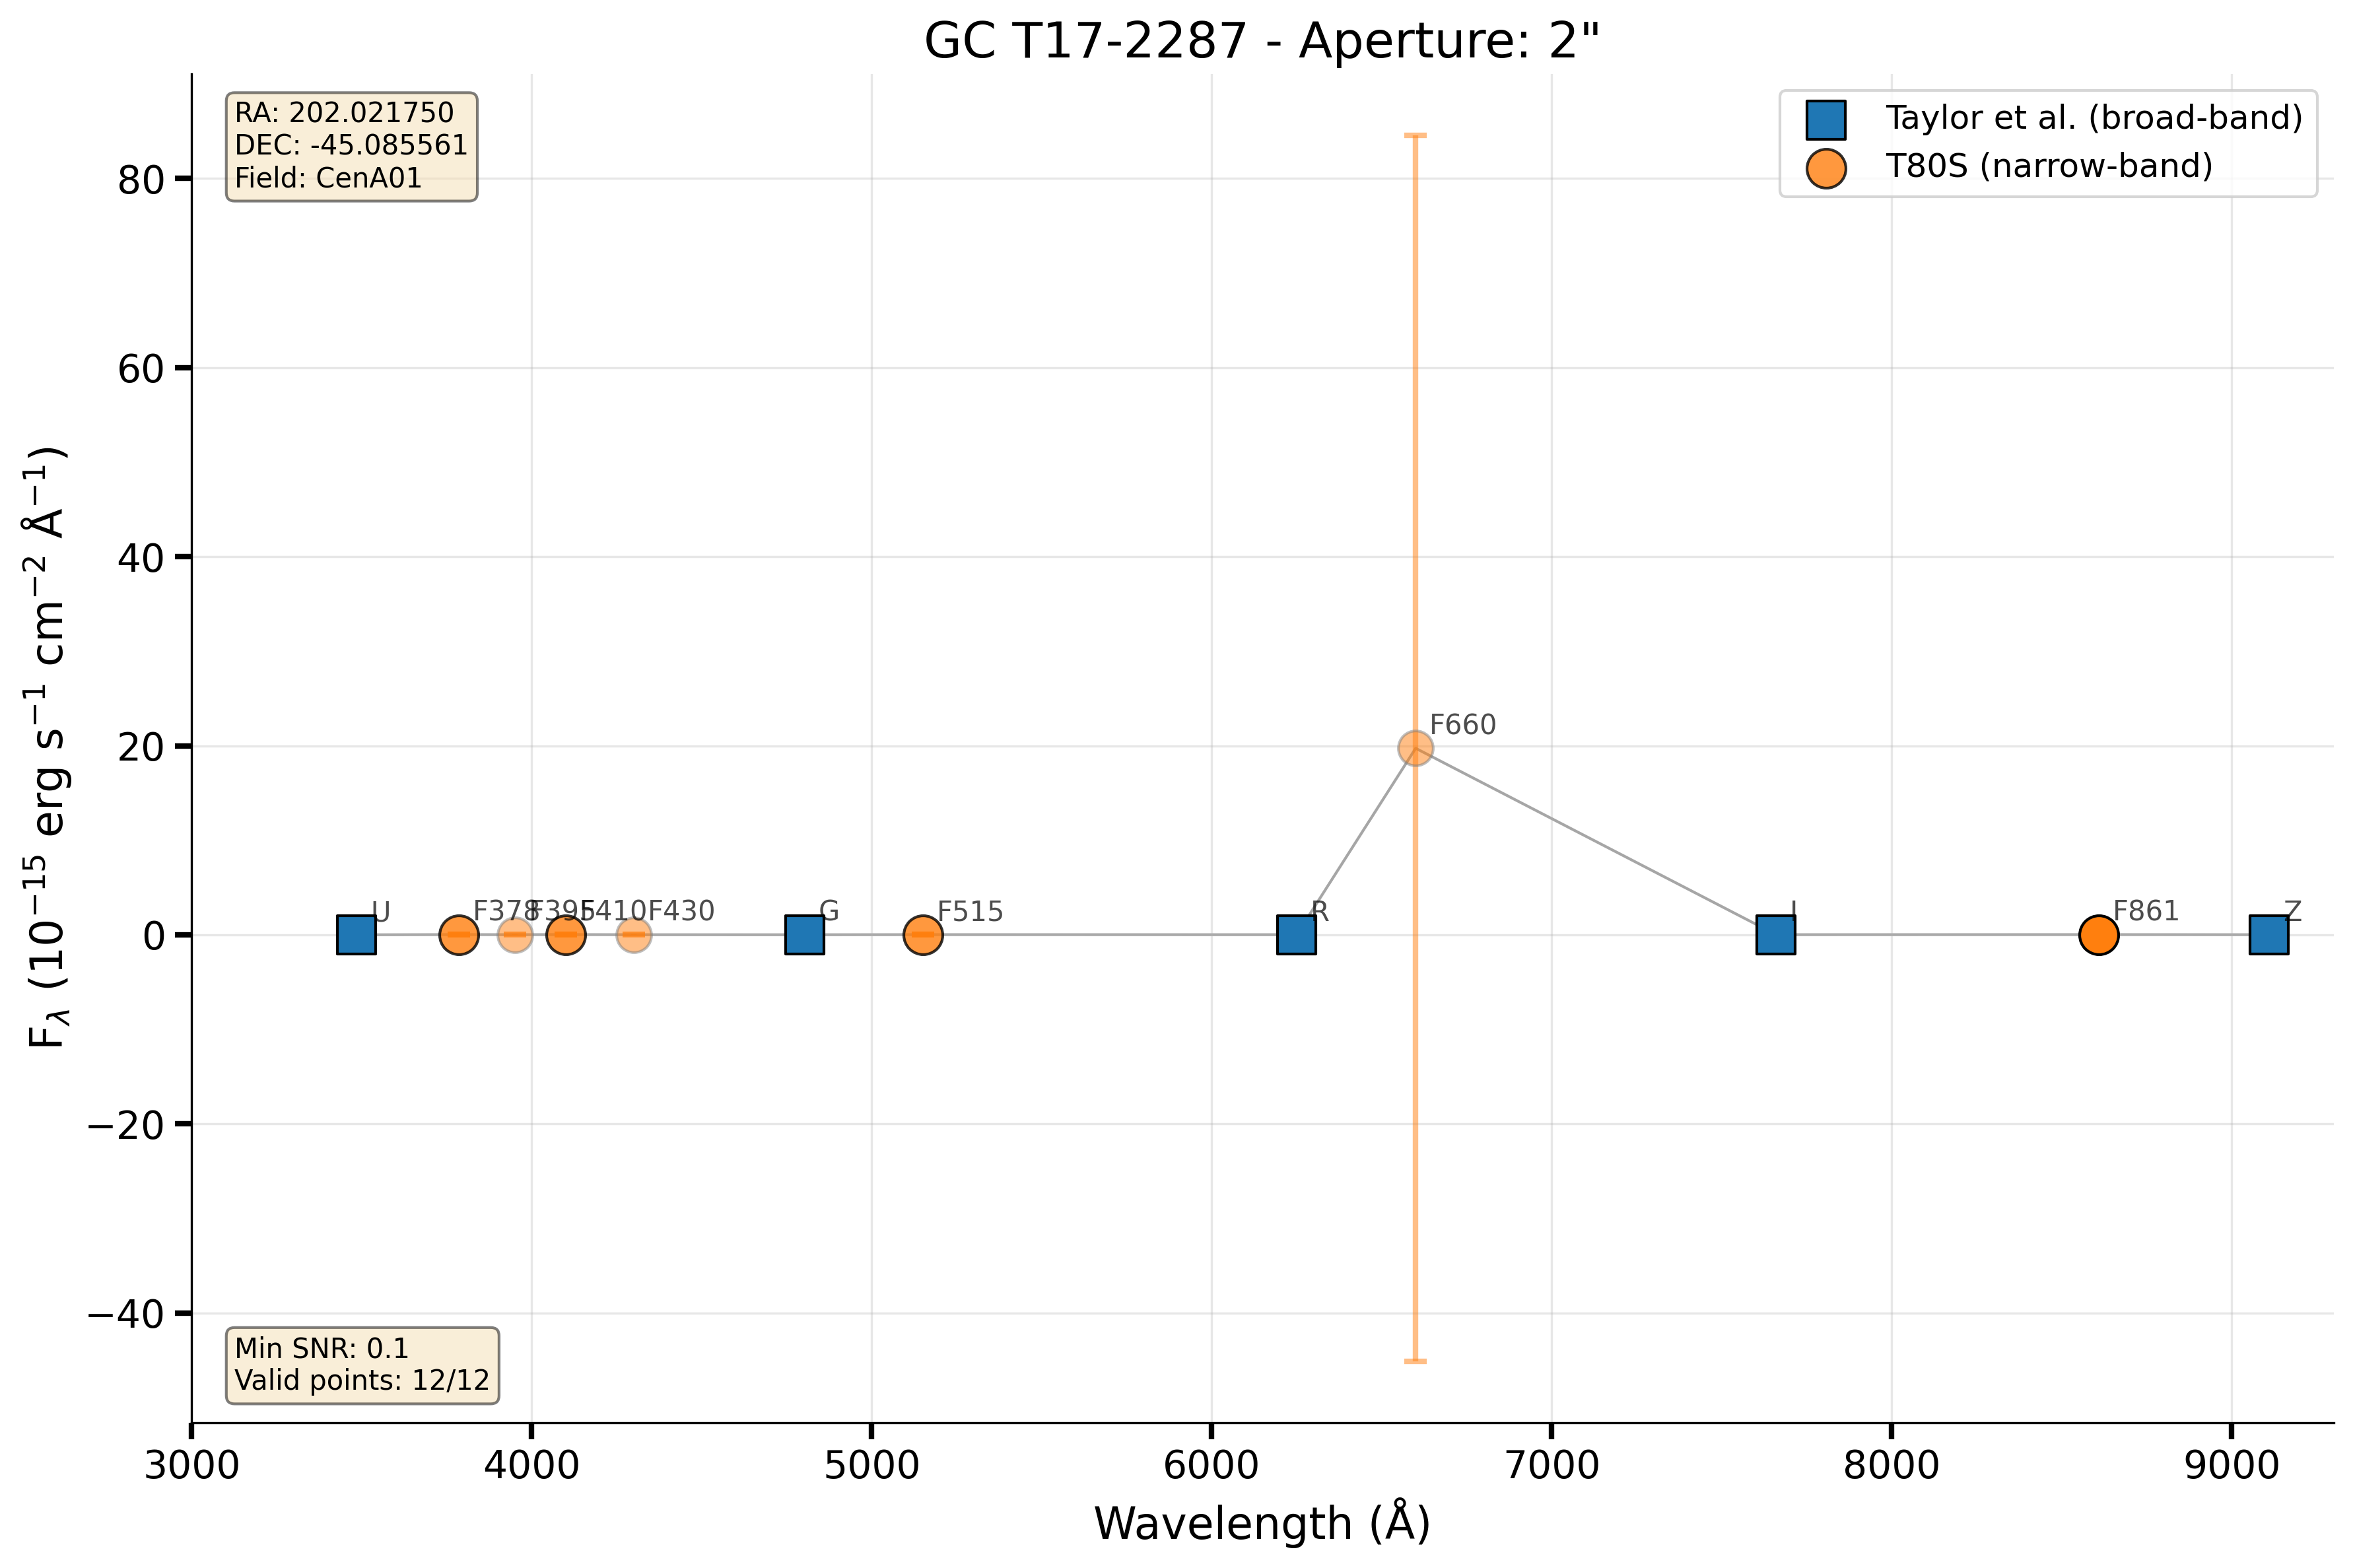 GC T17-2287 - Aperture: 2"
RA: 202.021750
DEC: -45.085561
Field: CenA01
Taylor et al. (broad-band)
T80S (narrow-band)
F_λ (10⁻¹⁵ erg s⁻¹ cm⁻² Å⁻¹)
80
60
40
20
0
−20
−40
U
F378
F395
F410
F430
G
F515
R
F660
I
F861
Z
Min SNR: 0.1
Valid points: 12/12
3000 4000 5000 6000 7000 8000 9000
Wavelength (Å)